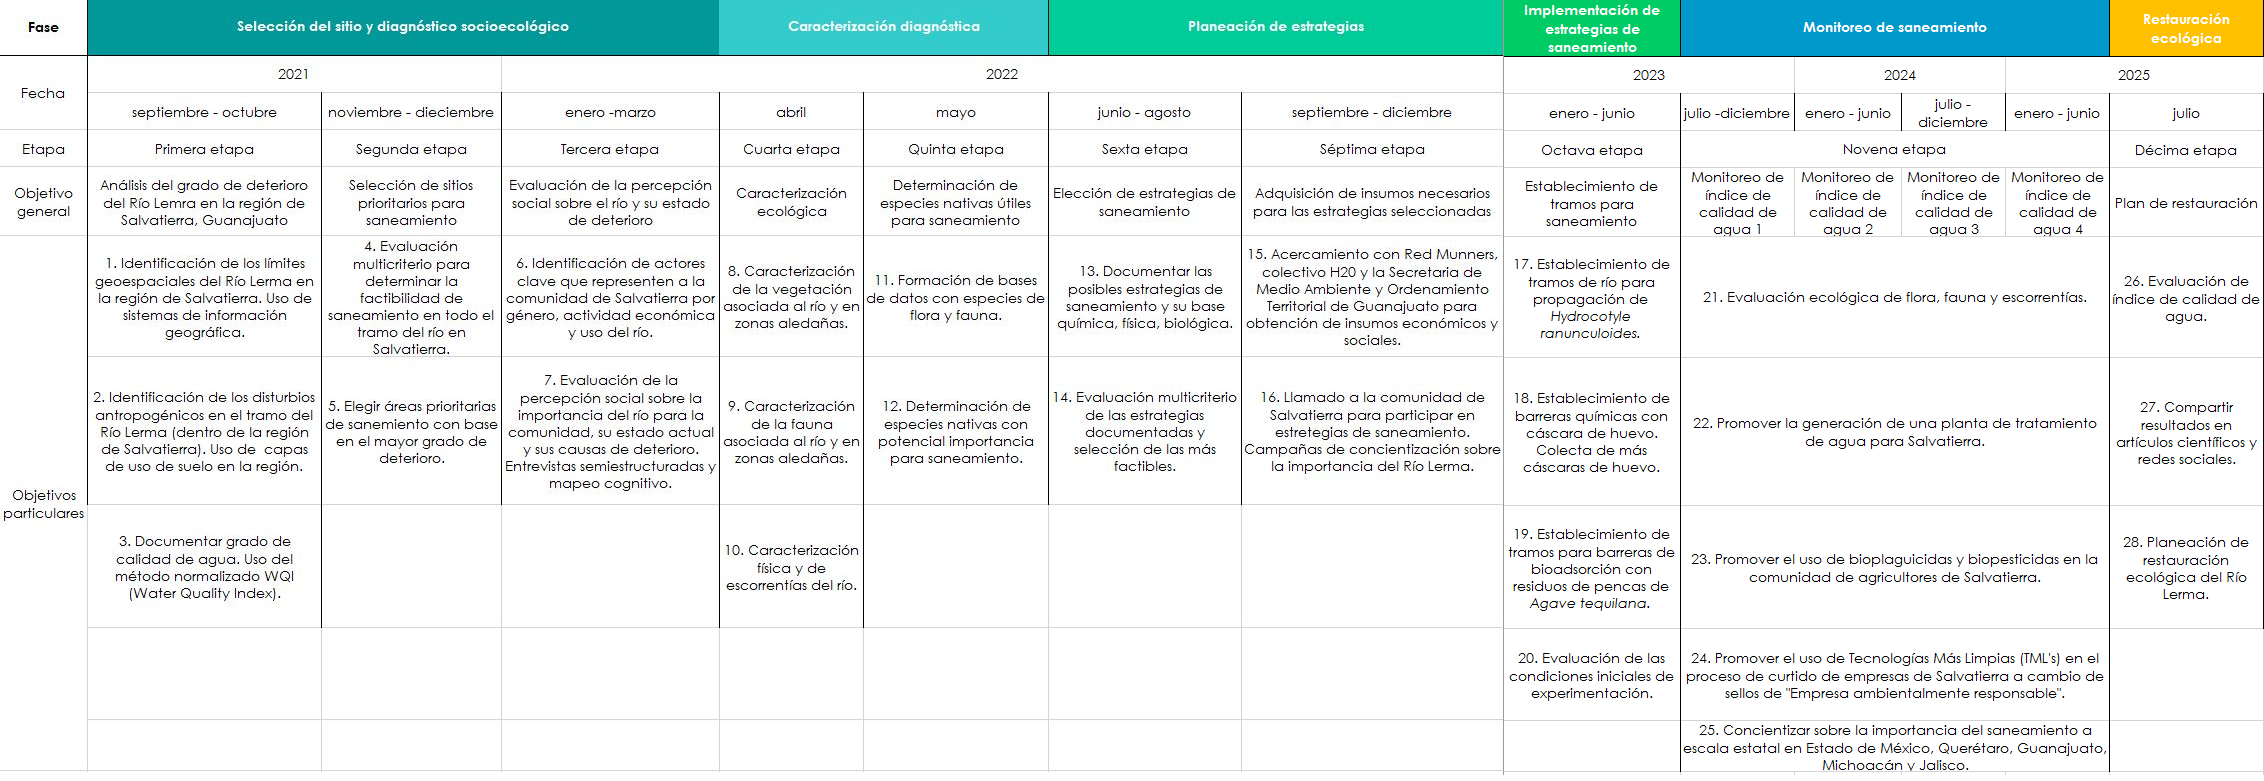 Fase
Selección del sitio y diagnóstico socioecológico
Caracterización diagnóstica
Planeación de estrategias
Implementación de
estrategias de
saneamiento
Monitoreo de saneamiento
Restauración
ecológica
Fecha
2021
2022
2023
2024
2025
septiembre - octubre
noviembre - dieciembre
enero -marzo
abril
mayo
junio - agosto
septiembre - diciembre
enero - junio
julio -diciembre
enero - junio
julio -
diciembre
enero - junio
julio
Etapa
Primera etapa
Segunda etapa
Tercera etapa
Cuarta etapa
Quinta etapa
Sexta etapa
Séptima etapa
Octava etapa
Novena etapa
Décima etapa
Objetivo
general
Análisis del grado de deterioro
del Río Lemra en la región de
Salvatierra, Guanajuato
Selección de sitios
prioritarios para
saneamiento
Evaluación de la percepción
social sobre el río y su estado
de deterioro
Caracterización
ecológica
Determinación de
especies nativas útiles
para saneamiento
Elección de estrategias de
saneamiento
Adquisición de insumos necesarios
para las estrategias seleccionadas
Establecimiento de
tramos para
saneamiento
Monitoreo de
índice de
calidad de
agua 1
Monitoreo de
índice de
calidad de
agua 2
Monitoreo de
índice de
calidad de
agua 3
Monitoreo de
índice de
calidad de
agua 4
Plan de restauración
Objetivos
particulares
1. Identificación de los límites
geoespaciales del Río Lerma en
la región de Salvatierra. Uso de
sistemas de información
geográfica.
4. Evaluación
multicriterio para
determinar la
factibilidad de
saneamiento en todo el
tramo del río en
Salvatierra.
6. Identificación de actores
clave que representen a la
comunidad de Salvatierra por
género, actividad económica
y uso del río.
8. Caracterización
de la vegetación
asociada al río y en
zonas aledañas.
11. Formación de bases
de datos con especies de
flora y fauna.
13. Documentar las
posibles estrategias de
saneamiento y su base
química, física, biológica.
15. Acercamiento con Red Munners,
colectivo H20 y la Secretaria de
Medio Ambiente y Ordenamiento
Territorial de Guanajuato para
obtención de insumos económicos y
sociales.
17. Establecimiento de
tramos de río para
propagación de
Hydrocotyle
ranunculoides.
21. Evaluación ecológica de flora, fauna y escorrentías.
26. Evaluación de
índice de calidad de
agua.
2. Identificación de los disturbios
antropogénicos en el tramo del
Río Lerma (dentro de la región
de Salvatierra). Uso de capas
de uso de suelo en la región.
5. Elegir áreas prioritarias
de sanemiento con base
en el mayor grado de
deterioro.
7. Evaluación de la
percepción social sobre la
importancia del río para la
comunidad, su estado actual
y sus causas de deterioro.
Entrevistas semiestructuradas y
mapeo cognitivo.
9. Caracterización
de la fauna
asociada al río y en
zonas aledañas.
12. Determinación de
especies nativas con
potencial importancia
para saneamiento.
14. Evaluación multicriterio
de las estrategias
documentadas y
selección de las más
factibles.
16. Llamado a la comunidad de
Salvatierra para participar en
estretegias de saneamiento.
Campañas de concientización sobre
la importancia del Río Lerma.
18. Establecimiento de
barreras químicas con
cáscara de huevo.
Colecta de más
cáscaras de huevo.
22. Promover la generación de una planta de tratamiento
de agua para Salvatierra.
27. Compartir
resultados en
artículos científicos y
redes sociales.
3. Documentar grado de
calidad de agua. Uso del
método normalizado WQI
(Water Quality Index).
10. Caracterización
física y de
escorrentías del río.
19. Establecimiento de
tramos para barreras de
bioadsorción con
residuos de pencas de
Agave tequilana.
23. Promover el uso de bioplaguicidas y biopesticidas en la
comunidad de agricultores de Salvatierra.
28. Planeación de
restauración
ecológica del Río
Lerma.
20. Evaluación de las
condiciones iniciales de
experimentación.
24. Promover el uso de Tecnologías Más Limpias (TML's) en el
proceso de curtido de empresas de Salvatierra a cambio de
sellos de "Empresa ambientalmente responsable".
25. Concientizar sobre la importancia del saneamiento a
escala estatal en Estado de México, Querétaro, Guanajuato,
Michoacán y Jalisco.